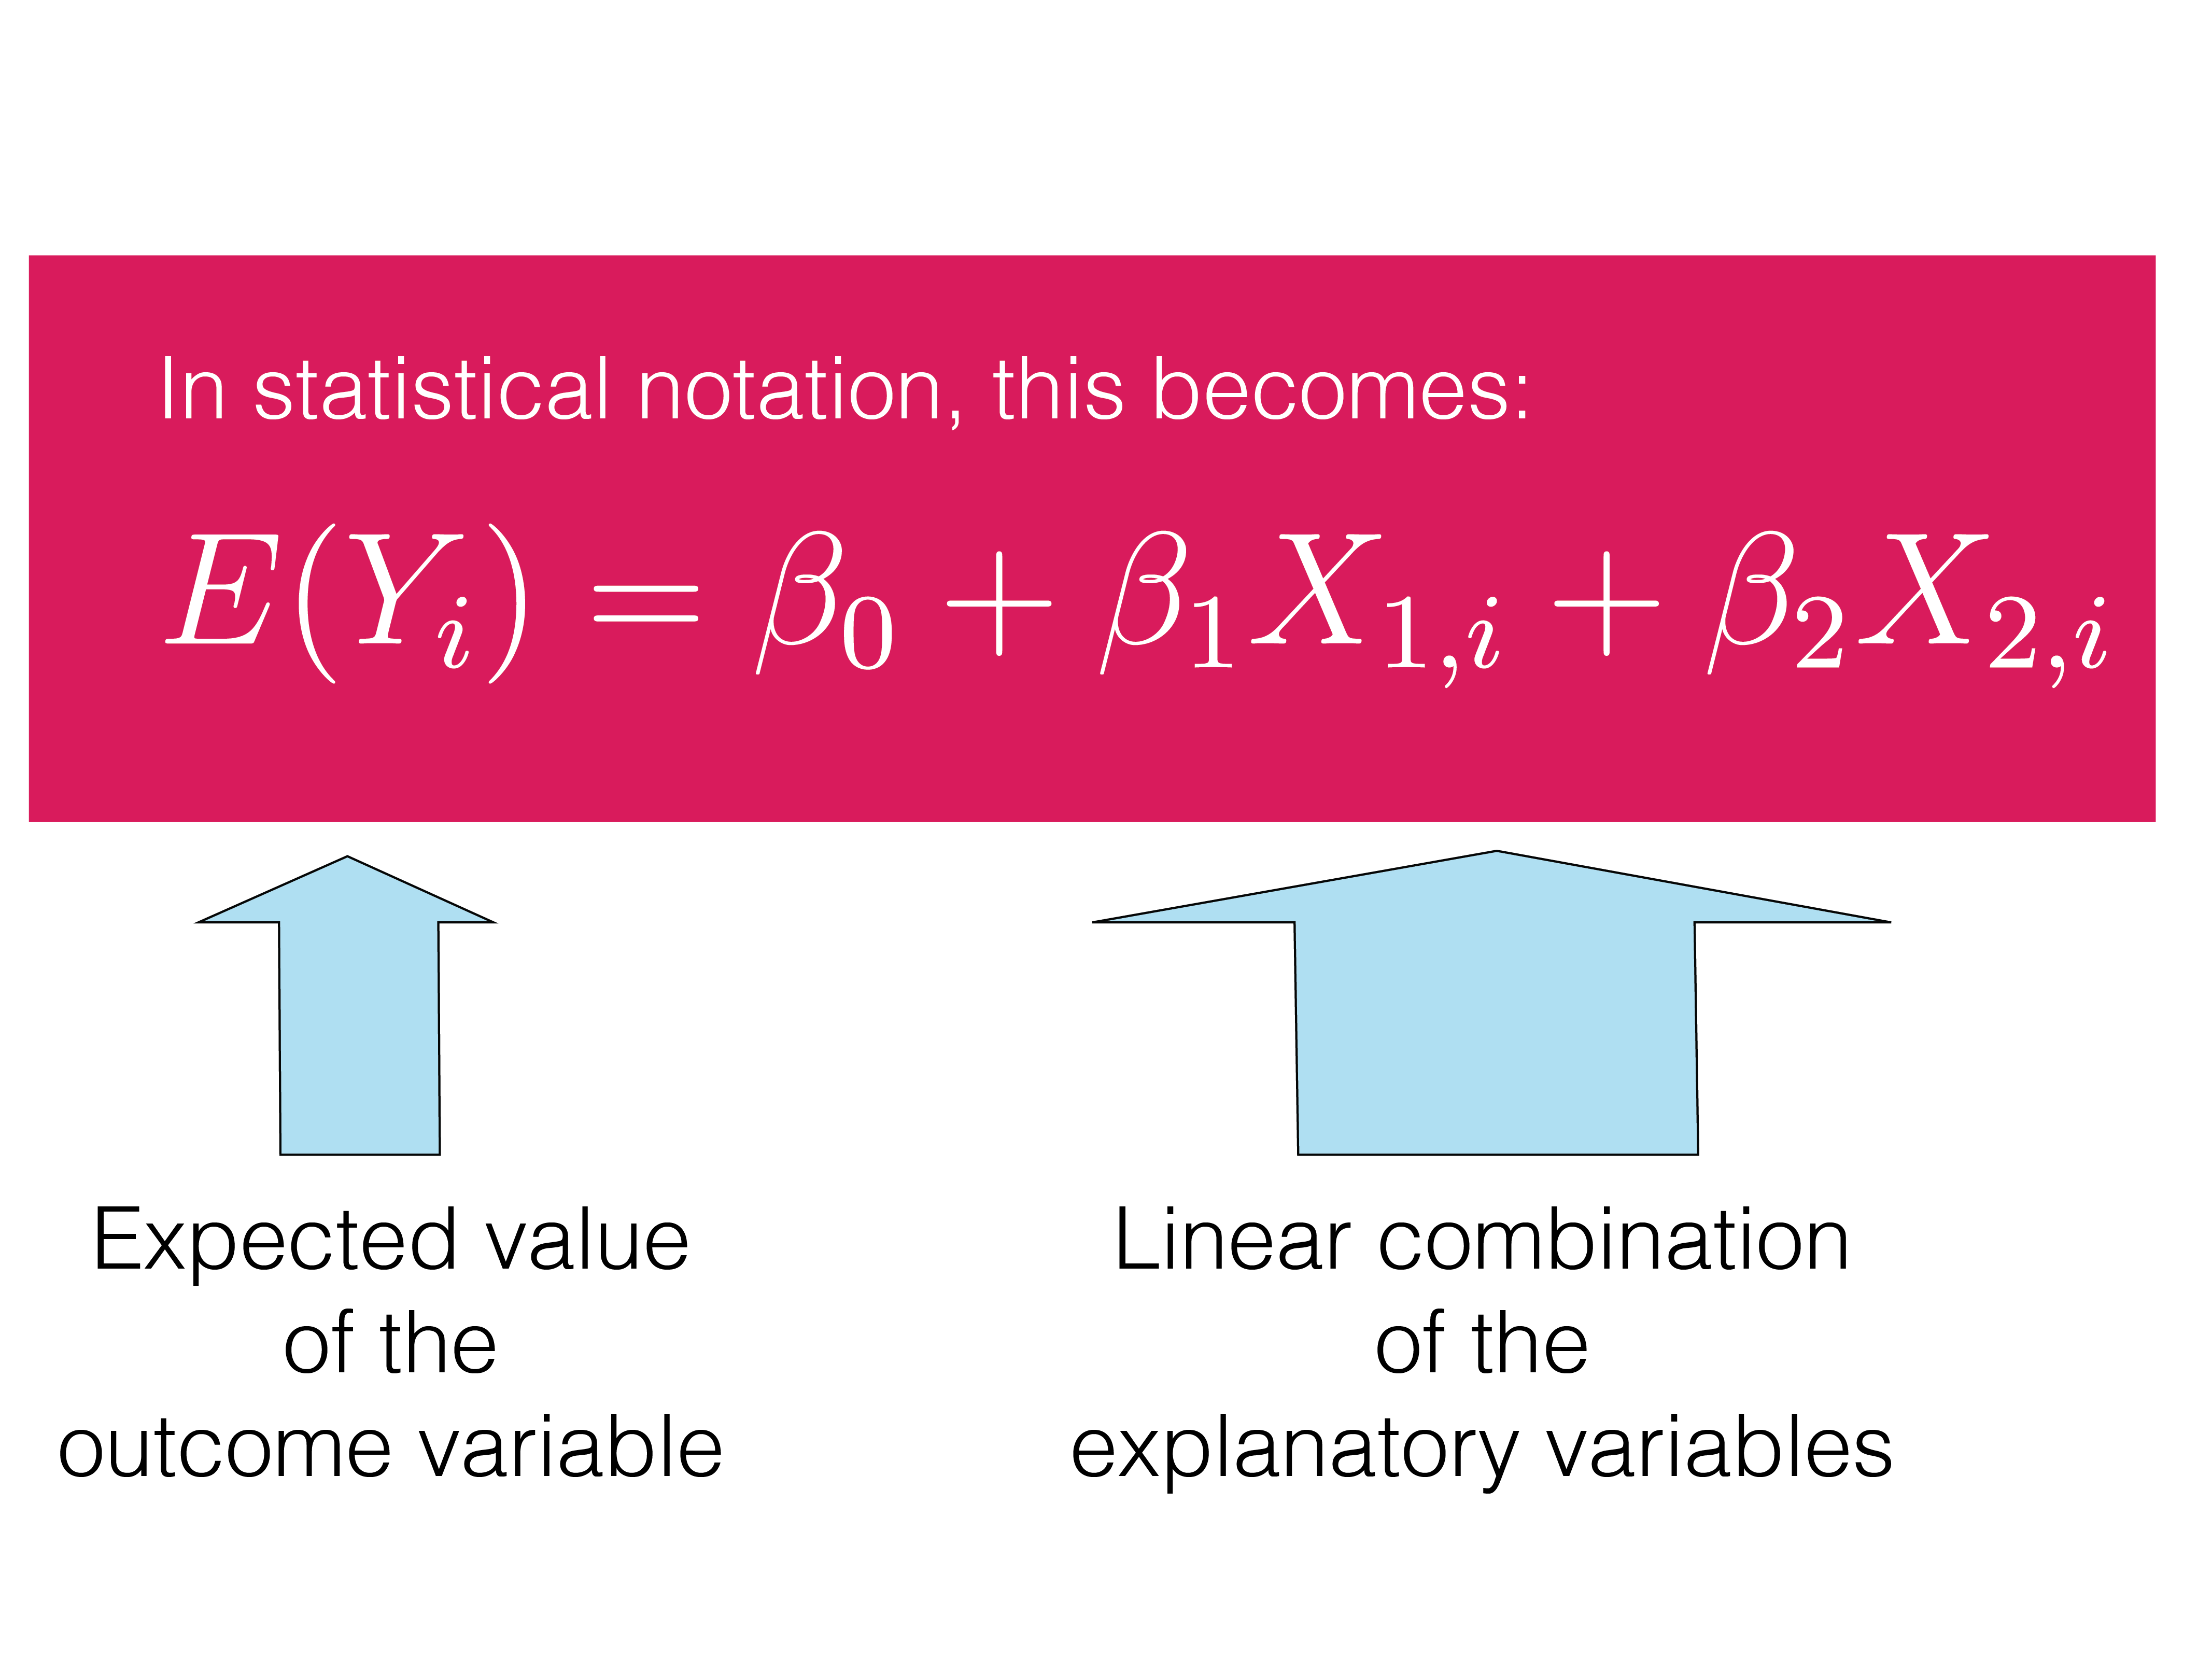 In statistical notation, this becomes:
E(Y_i) = β_0 + β_1X_{1,i} + β_2X_{2,i}
Expected value
of the
outcome variable
Linear combination
of the
explanatory variables